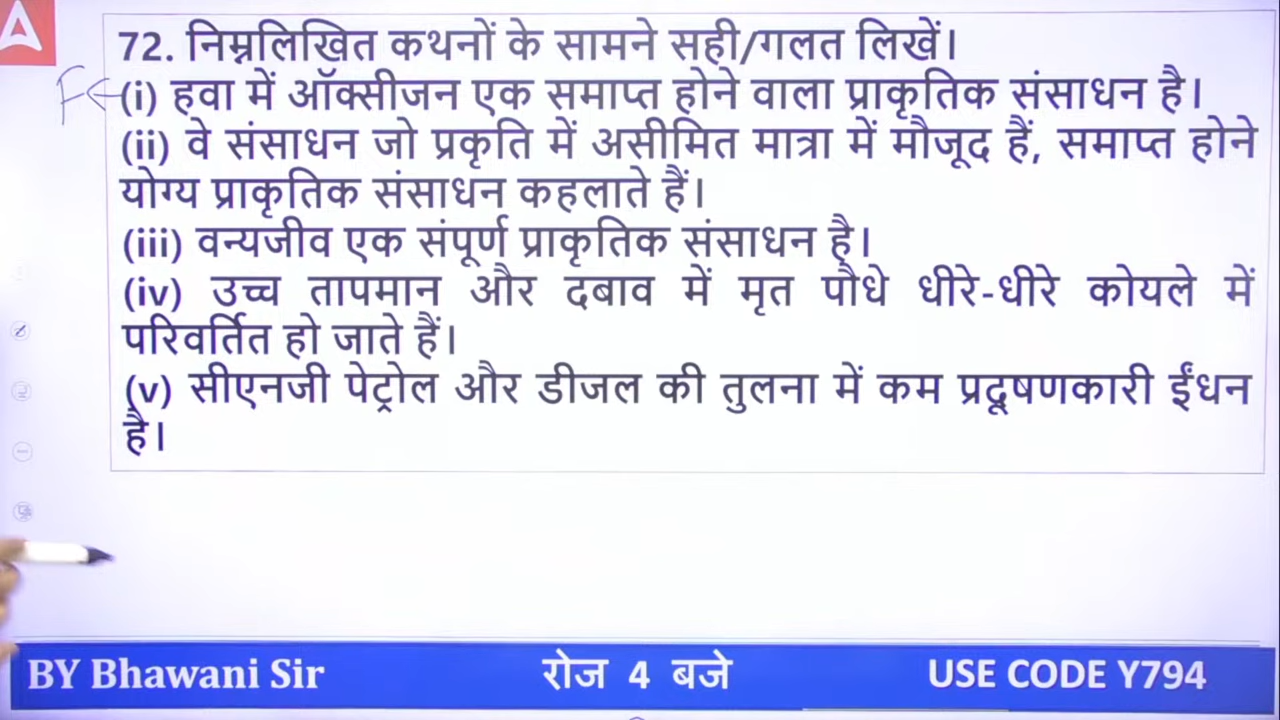 72. निम्नलिखित कथनों के सामने सही/गलत लिखें।
F
(i) हवा में ऑक्सीजन एक समाप्त होने वाला प्राकृतिक संसाधन है।
(ii) वे संसाधन जो प्रकृति में असीमित मात्रा में मौजूद हैं, समाप्त होने
योग्य प्राकृतिक संसाधन कहलाते हैं।
(iii) वन्यजीव एक संपूर्ण प्राकृतिक संसाधन है।
(iv) उच्च तापमान और दबाव में मृत पौधे धीरे-धीरे कोयले में
परिवर्तित हो जाते हैं।
(v) सीएनजी पेट्रोल और डीजल की तुलना में कम प्रदूषणकारी ईंधन
है।
BY Bhawani Sir
रोज 4 बजे
USE CODE Y794